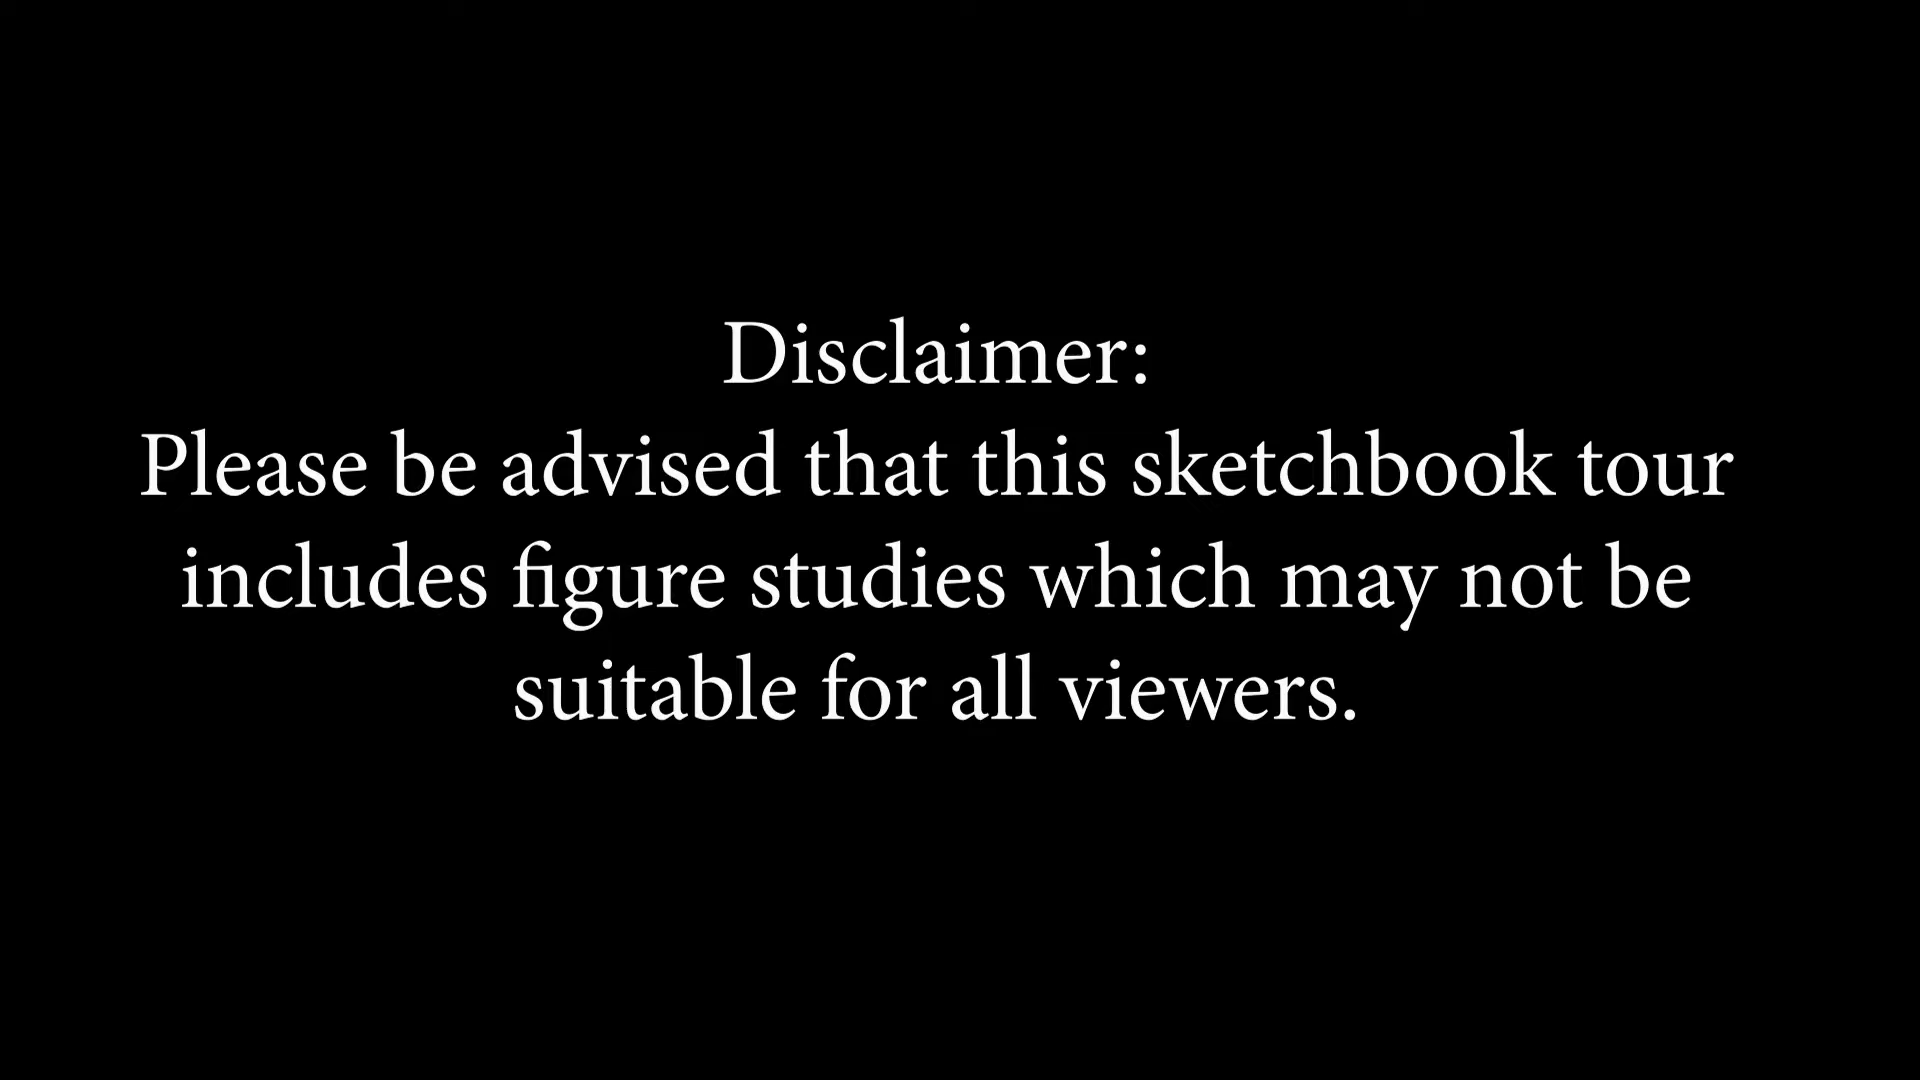 Disclaimer:
Please be advised that this sketchbook tour
includes figure studies which may not be
suitable for all viewers.